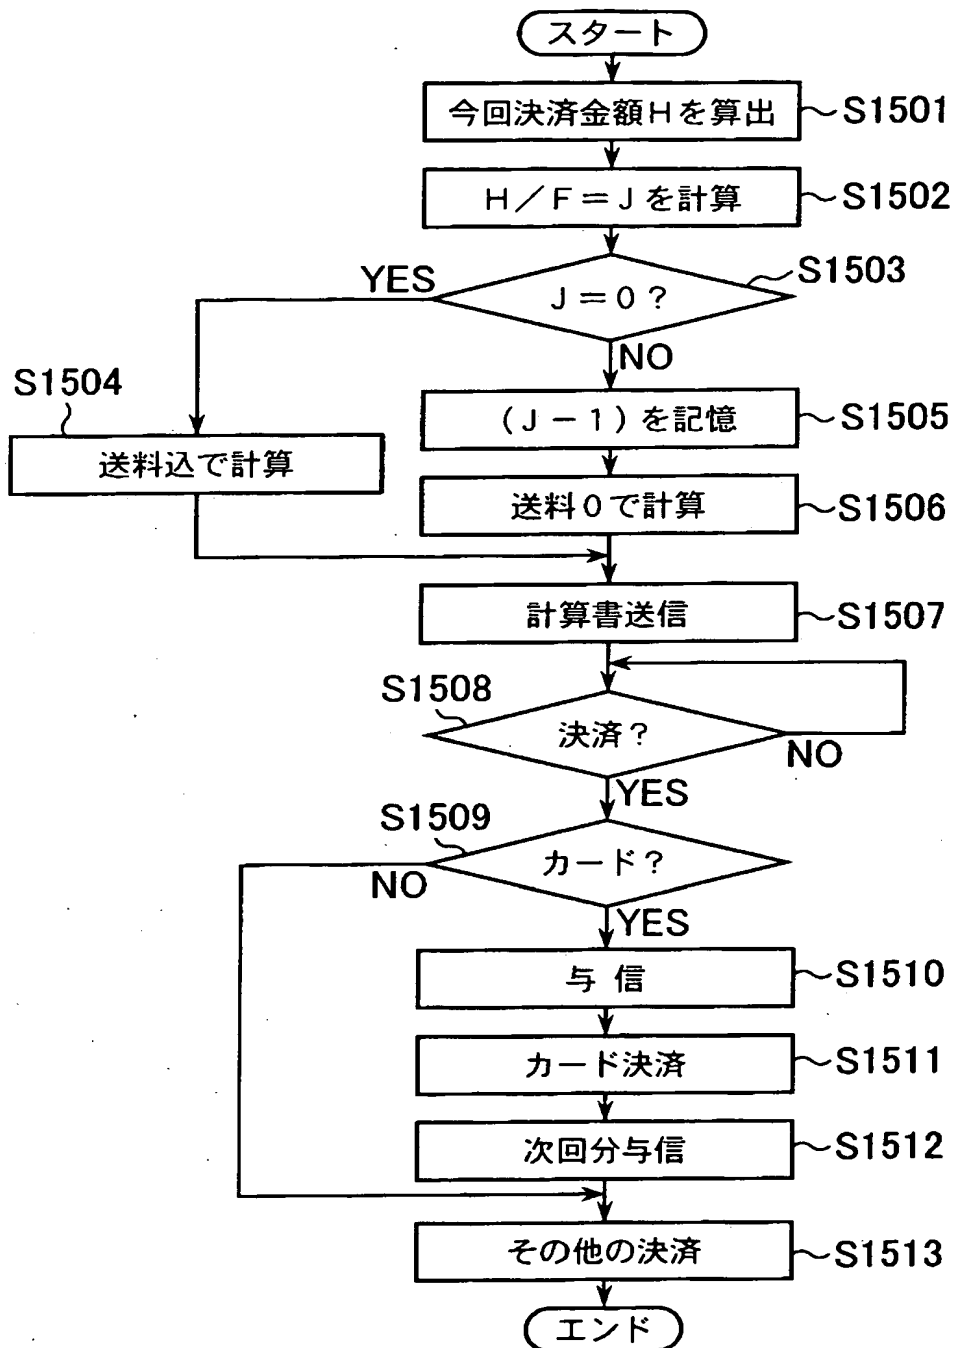 スタート
今回決済金額Hを算出
S1501
H/F=Jを計算
S1502
J=0?
S1503
YES
NO
S1504
送料込で計算
(J-1)を記憶
S1505
送料0で計算
S1506
計算書送信
S1507
S1508
決済?
NO
YES
S1509
カード?
NO
YES
与信
S1510
カード決済
S1511
次回分与信
S1512
その他の決済
S1513
エンド